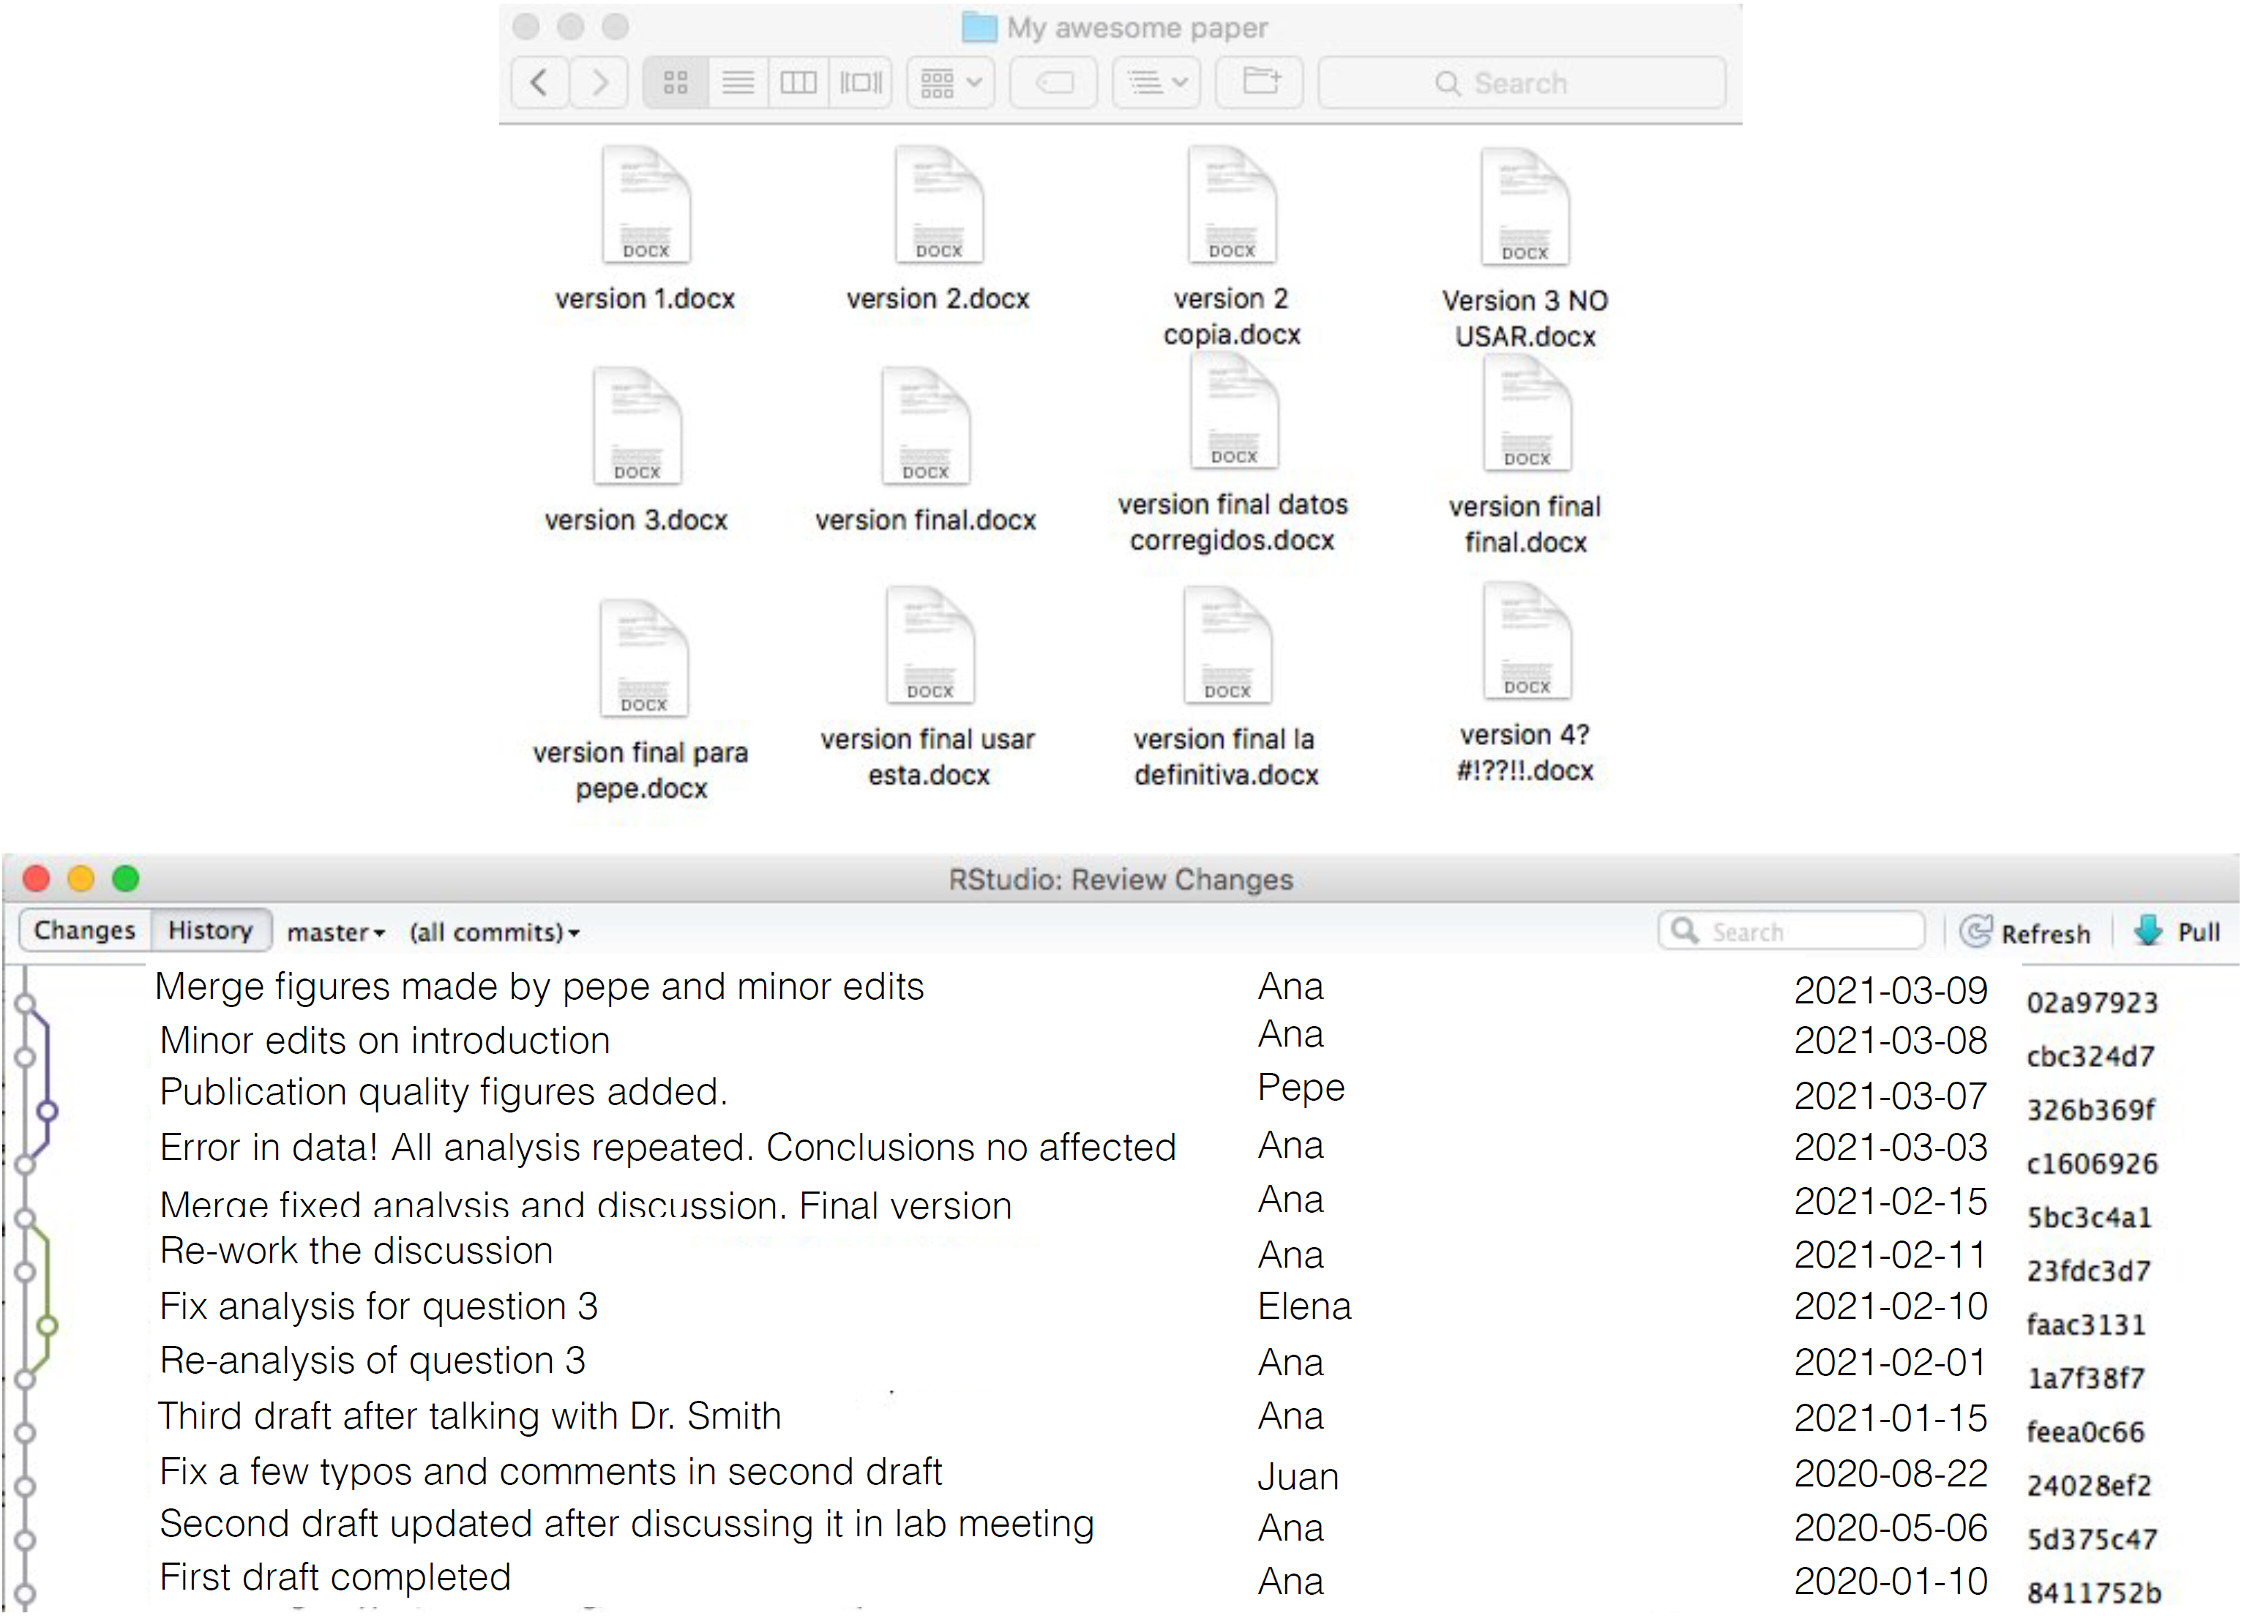 My awesome paper
Search
DOCX DOCX DOCX DOCX
version 1.docx version 2.docx version 2 Version 3 NO
copia.docx USAR.docx
DOCX DOCX DOCX DOCX
version 3.docx version final.docx version final datos version final
corregidos.docx final.docx
DOCX DOCX DOCX DOCX
version final para version final usar version final la version 4?
pepe.docx esta.docx definitiva.docx #!??!!.docx
RStudio: Review Changes
Changes History master (all commits) Search Refresh Pull
Merge figures made by pepe and minor edits Ana 2021-03-09 02a97923
Minor edits on introduction Ana 2021-03-08 cbc324d7
Publication quality figures added. Pepe 2021-03-07 326b369f
Error in data! All analysis repeated. Conclusions no affected Ana 2021-03-03 c1606926
Merge fixed analysis and discussion. Final version Ana 2021-02-15 5bc3c4a1
Re-work the discussion Ana 2021-02-11 23fdc3d7
Fix analysis for question 3 Elena 2021-02-10 faac3131
Re-analysis of question 3 Ana 2021-02-01 1a7f38f7
Third draft after talking with Dr. Smith Ana 2021-01-15 feea0c66
Fix a few typos and comments in second draft Juan 2020-08-22 24028ef2
Second draft updated after discussing it in lab meeting Ana 2020-05-06 5d375c47
First draft completed Ana 2020-01-10 8411752b